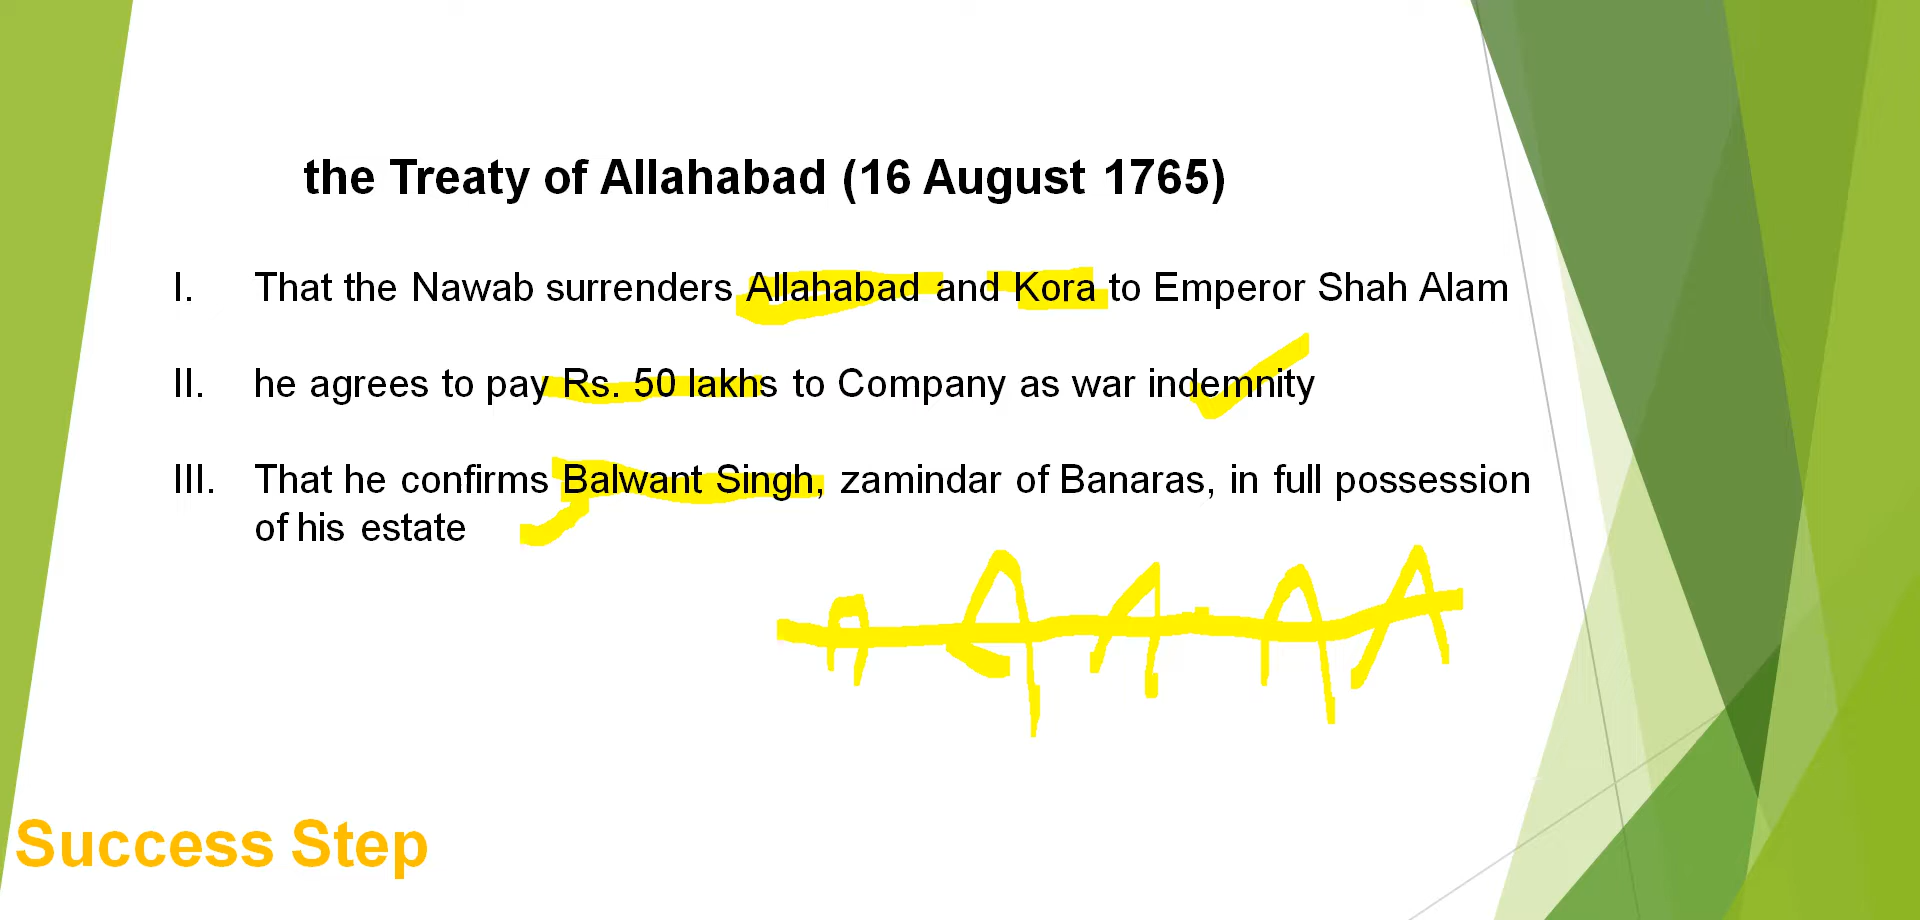 the Treaty of Allahabad (16 August 1765)
I. That the Nawab surrenders Allahabad and Kora to Emperor Shah Alam
II. he agrees to pay Rs. 50 lakhs to Company as war indemnity
III. That he confirms Balwant Singh, zamindar of Banaras, in full possession
of his estate
Success Step